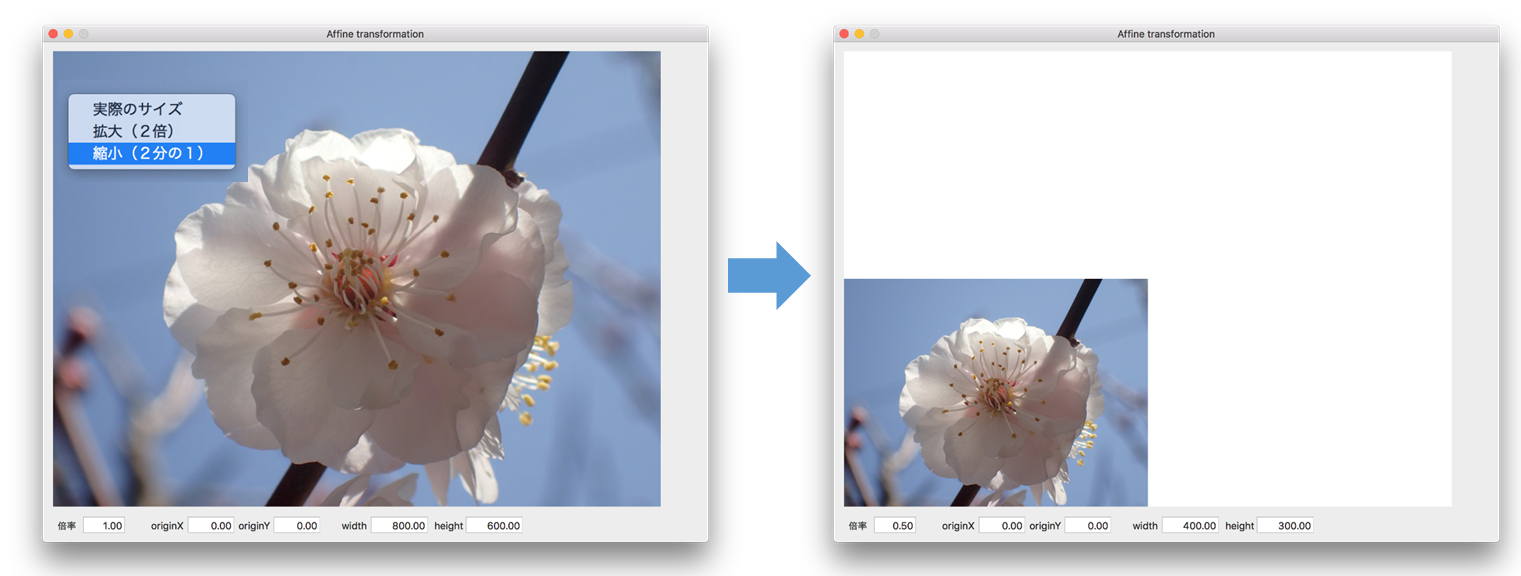 Affine transformation
実際のサイズ
拡大（２倍）
縮小（２分の１）
倍率 1.00 originX 0.00 originY 0.00 width 800.00 height 600.00
Affine transformation
倍率 0.50 originX 0.00 originY 0.00 width 400.00 height 300.00